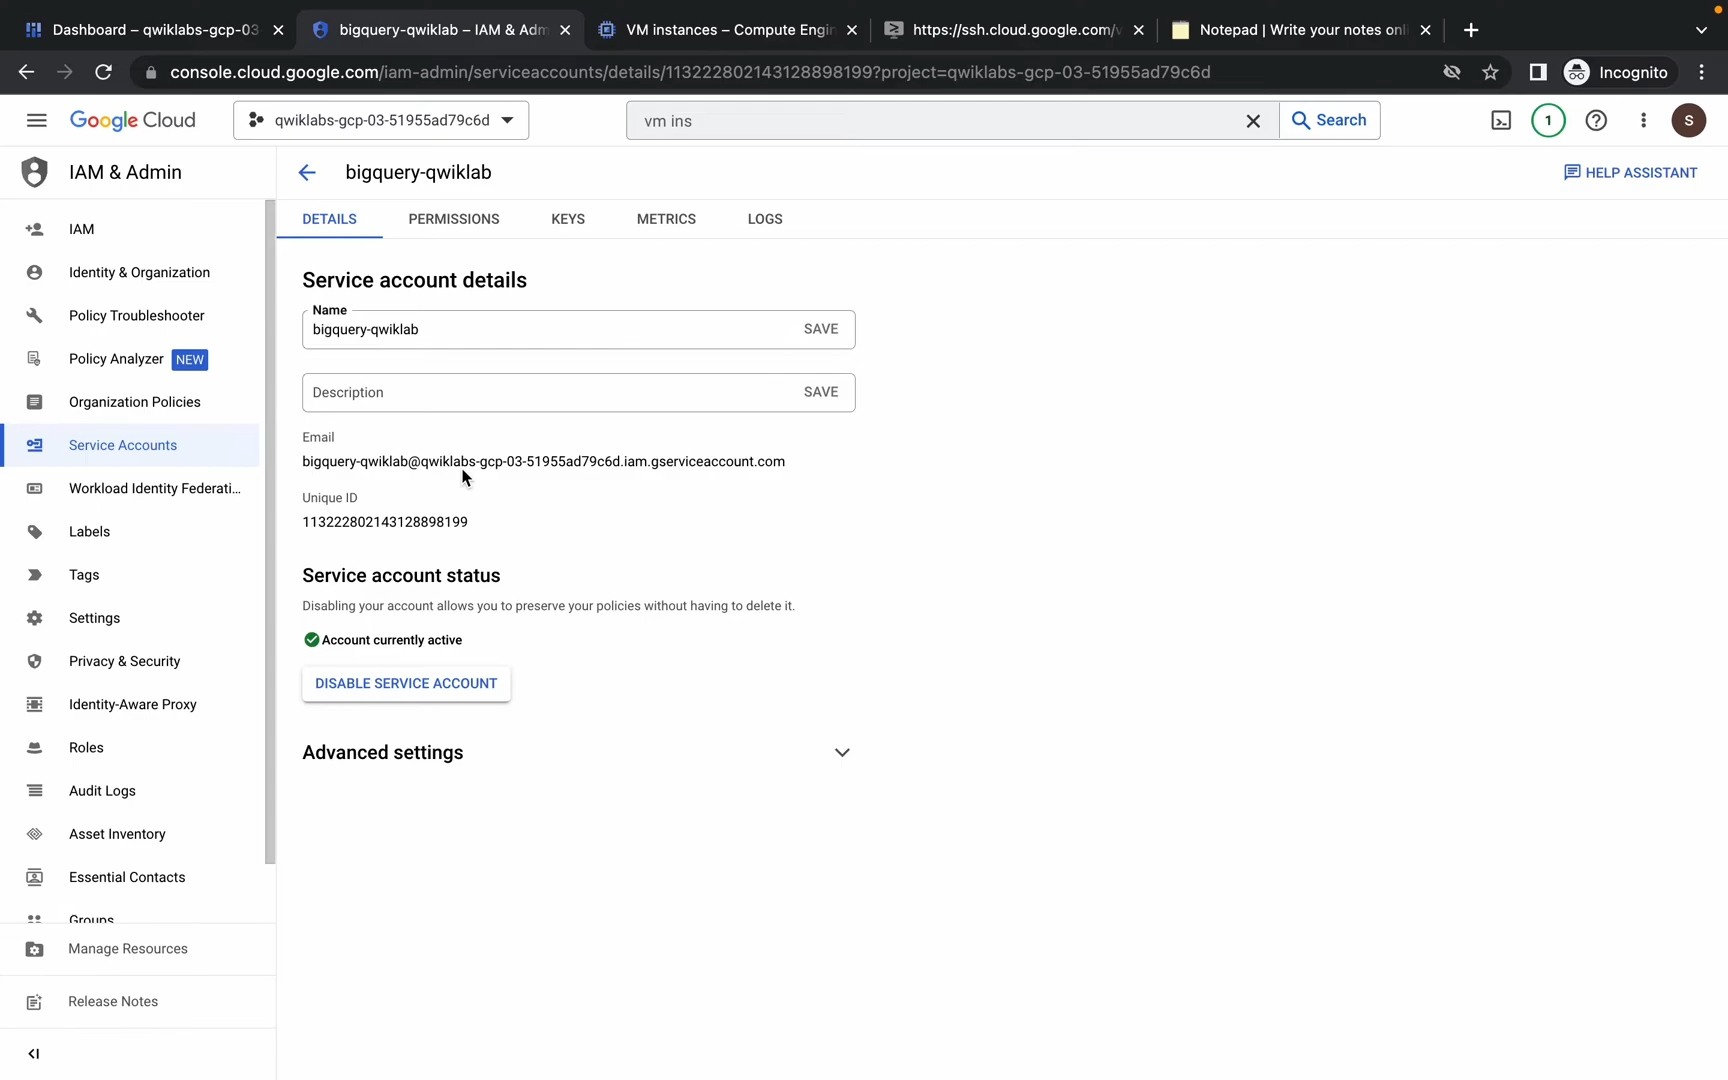 Dashboard – qwiklabs-gcp-03
bigquery-qwiklab – IAM & Adm
VM instances – Compute Engin
https://ssh.cloud.google.com/v
Notepad | Write your notes onl
console.cloud.google.com/iam-admin/serviceaccounts/details/113222802143128898199?project=qwiklabs-gcp-03-51955ad79c6d
Incognito
Google Cloud
qwiklabs-gcp-03-51955ad79c6d
vm ins
Search
1
S
IAM & Admin
bigquery-qwiklab
HELP ASSISTANT
DETAILS
PERMISSIONS
KEYS
METRICS
LOGS
IAM
Identity & Organization
Policy Troubleshooter
Policy Analyzer NEW
Organization Policies
Service Accounts
Workload Identity Federati...
Labels
Tags
Settings
Privacy & Security
Identity-Aware Proxy
Roles
Audit Logs
Asset Inventory
Essential Contacts
Groups
Manage Resources
Release Notes
Service account details
Name
bigquery-qwiklab
SAVE
Description
SAVE
Email
bigquery-qwiklab@qwiklabs-gcp-03-51955ad79c6d.iam.gserviceaccount.com
Unique ID
113222802143128898199
Service account status
Disabling your account allows you to preserve your policies without having to delete it.
Account currently active
DISABLE SERVICE ACCOUNT
Advanced settings